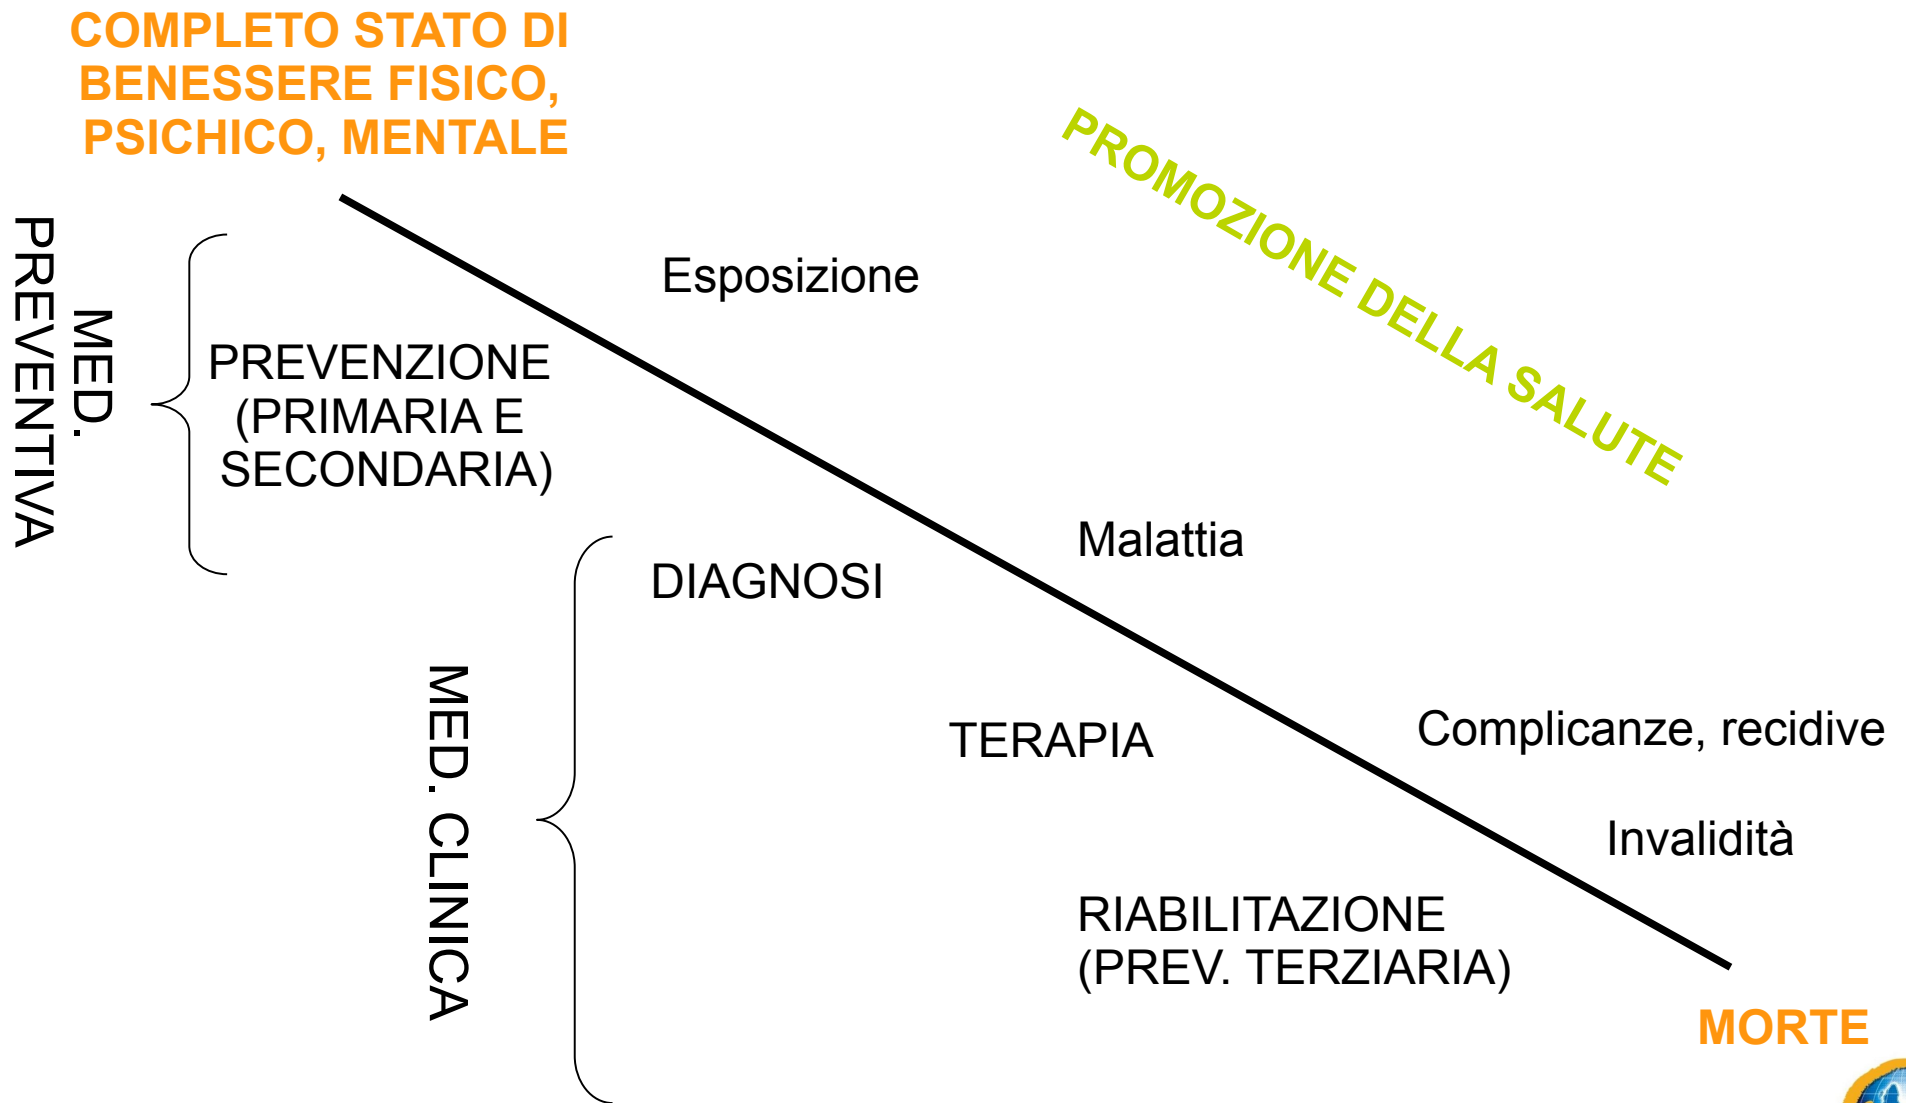 COMPLETO STATO DI
BENESSERE FISICO,
PSICHICO, MENTALE
PROMOZIONE DELLA SALUTE
MED.
PREVENTIVA
Esposizione
PREVENZIONE
(PRIMARIA E
SECONDARIA)
Malattia
DIAGNOSI
MED. CLINICA
TERAPIA
Complicanze, recidive
Invalidità
RIABILITAZIONE
(PREV. TERZIARIA)
MORTE